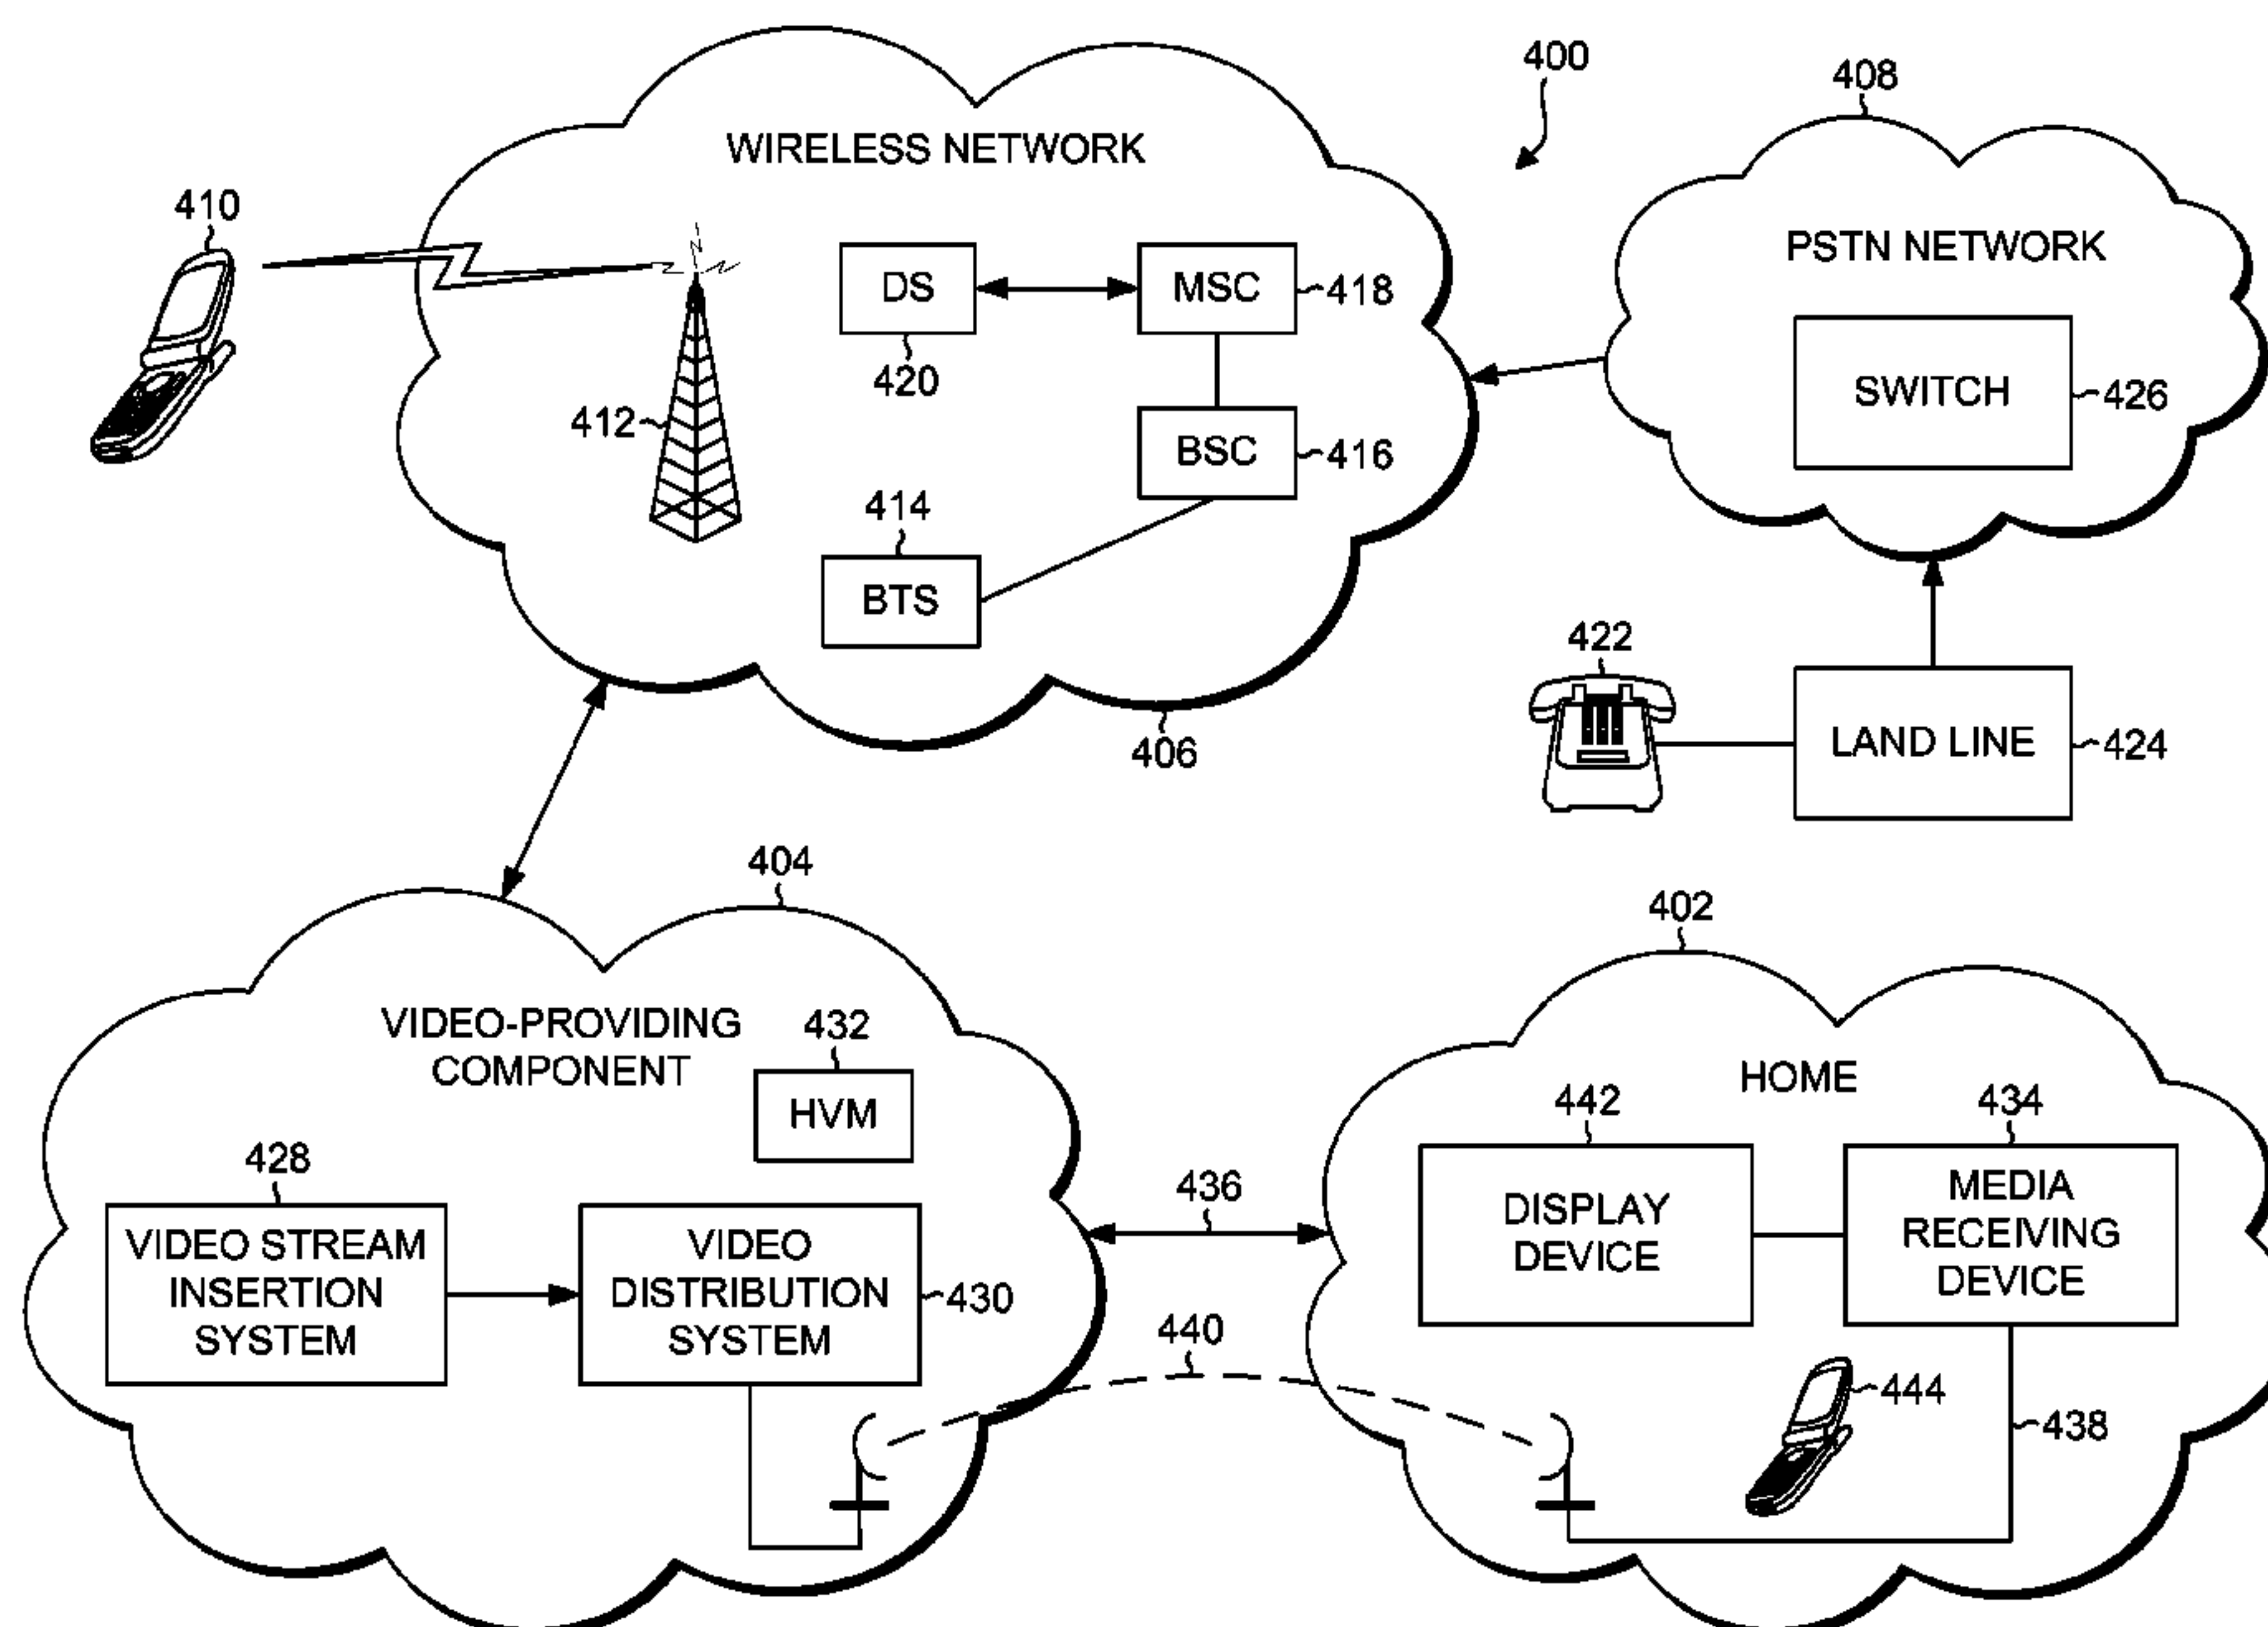 400
408
WIRELESS NETWORK
410
PSTN NETWORK
DS
MSC
418
420
SWITCH
426
412
BSC
416
414
BTS
422
406
LAND LINE
424
404
402
VIDEO-PROVIDING
COMPONENT
432
HVM
HOME
442
434
428
436
VIDEO STREAM
INSERTION
SYSTEM
VIDEO
DISTRIBUTION
SYSTEM
430
DISPLAY
DEVICE
MEDIA
RECEIVING
DEVICE
440
444
438